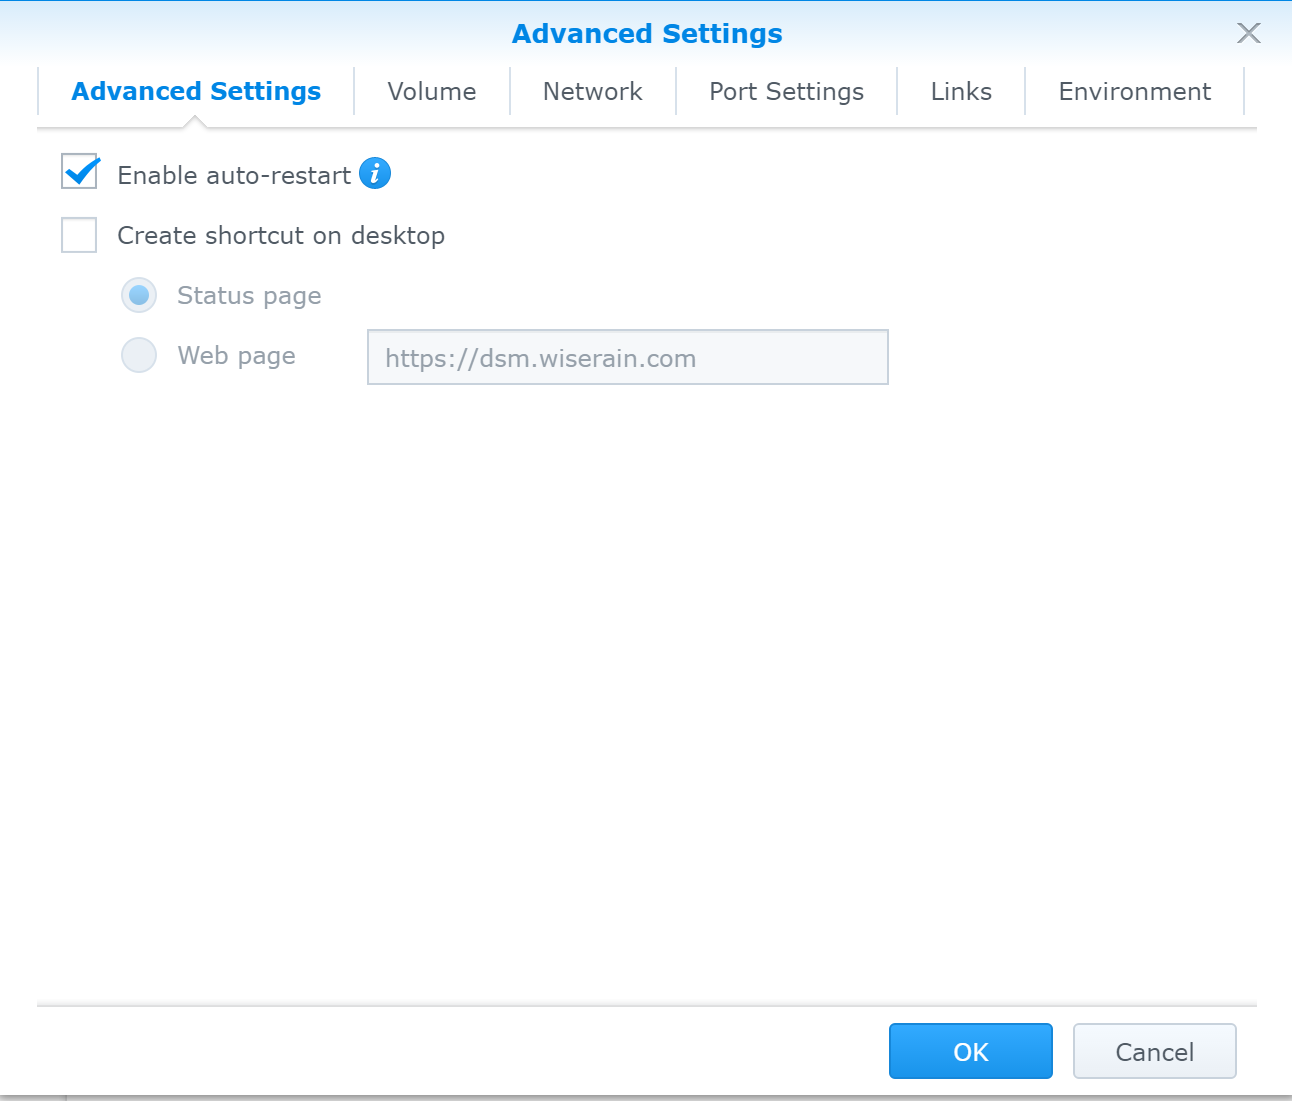 Advanced Settings
Advanced Settings Volume Network Port Settings Links Environment
Enable auto-restart i
Create shortcut on desktop
Status page
Web page https://dsm.wiserain.com
OK Cancel